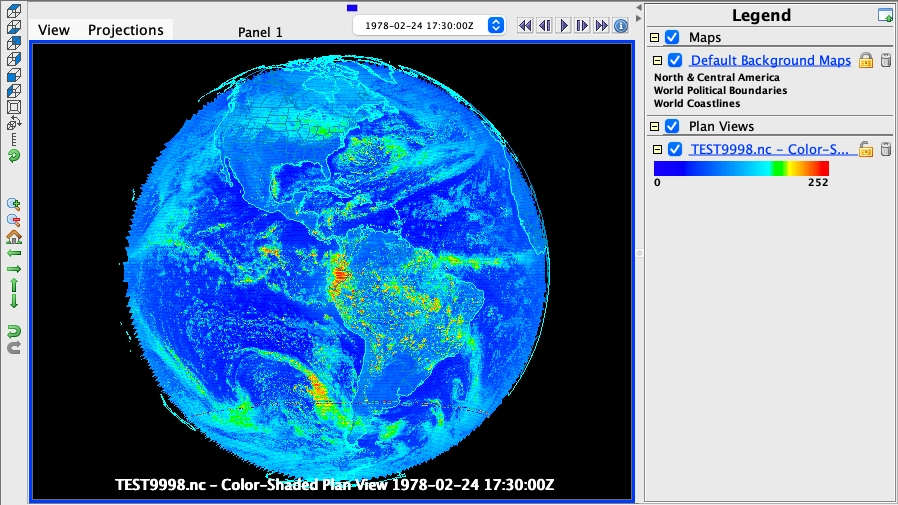 View Projections
Panel 1
1978-02-24 17:30:00Z
Legend
Maps
Default Background Maps
North & Central America
World Political Boundaries
World Coastlines
Plan Views
TEST9998.nc – Color-S...
0 252
TEST9998.nc – Color-Shaded Plan View 1978-02-24 17:30:00Z